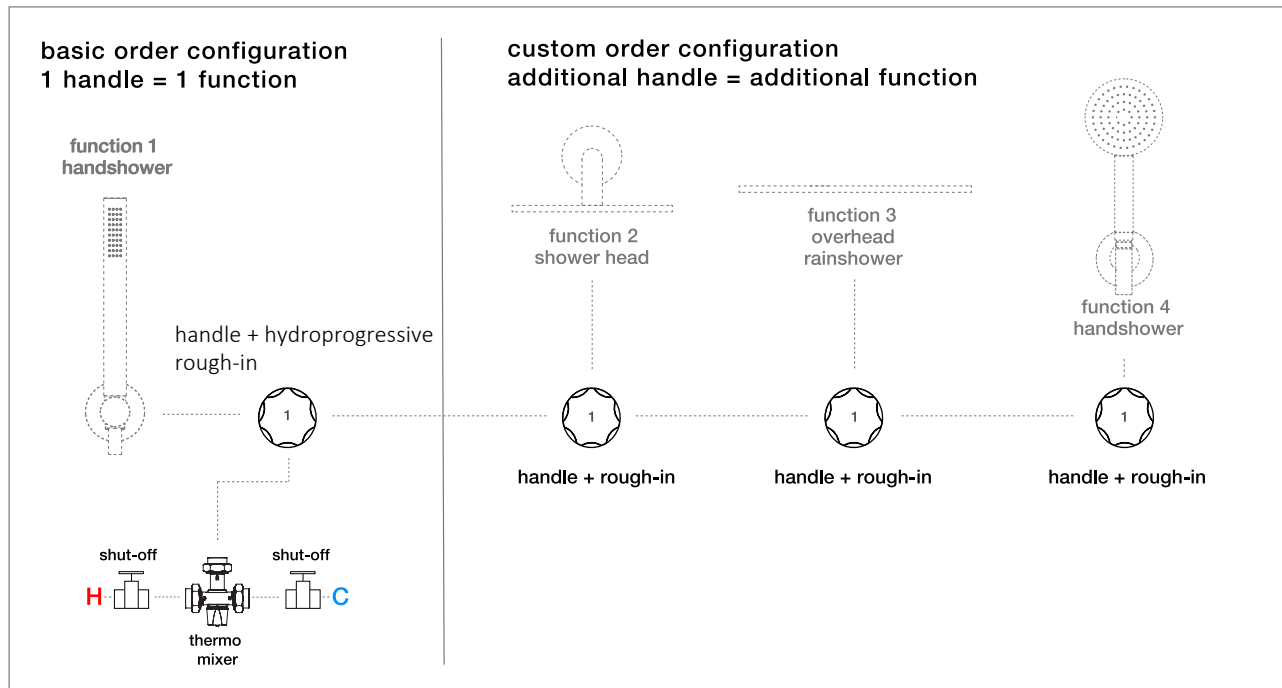 basic order configuration
1 handle = 1 function
function 1
handshower
handle + hydroprogressive
rough-in
1
shut-off
shut-off
H
C
thermo
mixer
custom order configuration
additional handle = additional function
function 2
shower head
function 3
overhead
rainshower
function 4
handshower
1
1
1
handle + rough-in
handle + rough-in
handle + rough-in